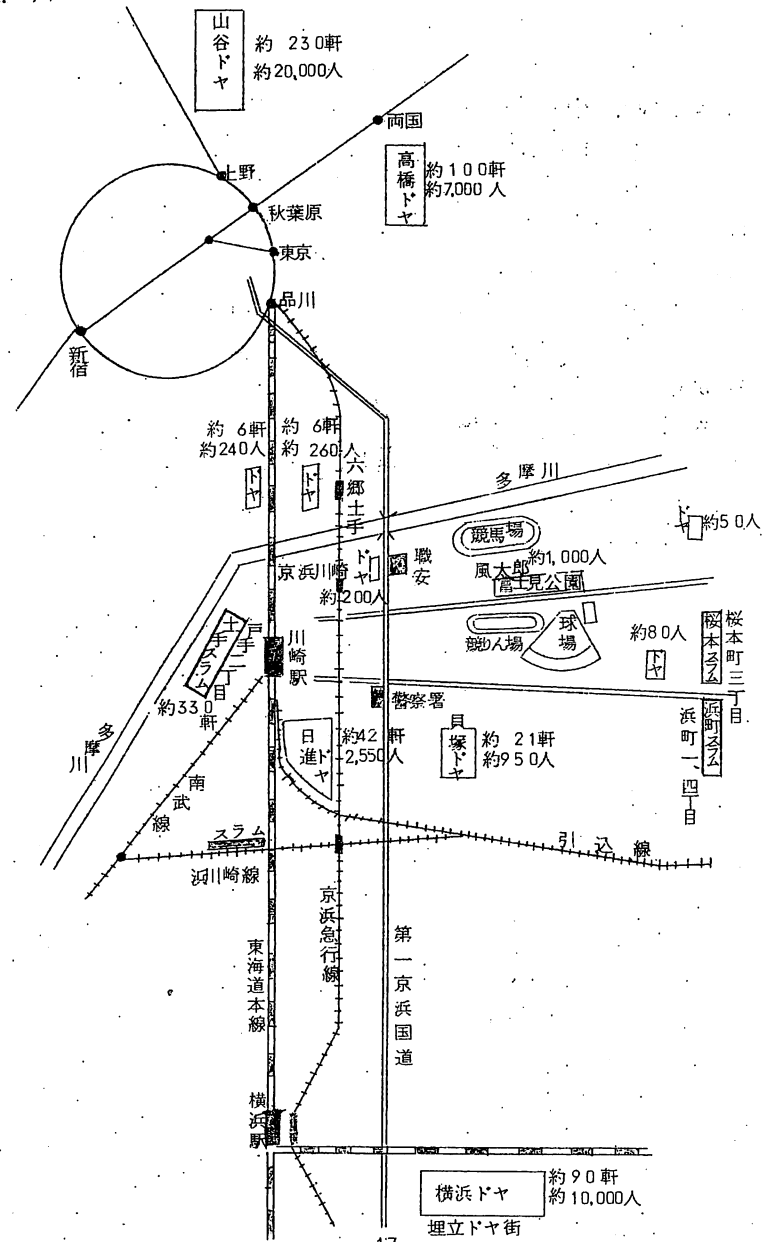 山谷ドヤ
約 230軒
約20,000人
両国
高橋ドヤ
約100軒
約7,000人
上野
秋葉原
東京
品川
新宿
約 6軒
約240人
ドヤ
約 6軒
約 260人
ドヤ
六郷土手
多摩川
競馬場
ドヤ
約50人
京浜川崎
ドヤ
約200人
職安
風太郎
約1,000人
富士見公園
競りん場
球場
約80人
ドヤ
桜本スラム
桜本町三丁目
浜町スラム
浜町一、四丁目
戸手二丁目
土手スラム
約330軒
川崎駅
警察署
多摩川
日進ドヤ
約42軒
2,550人
貝塚ドヤ
約 21軒
約950人
南武線
スラム
浜川崎線
引込線
東海道本線
京浜急行線
第一京浜国道
横浜駅
横浜ドヤ
約90軒
約10,000人
埋立ドヤ街